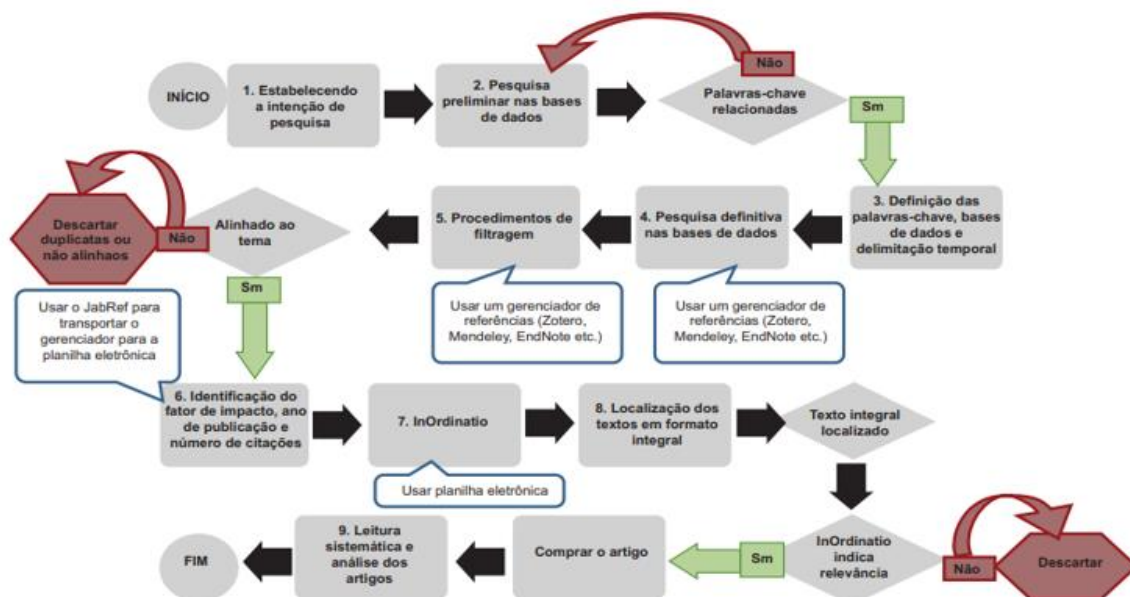 Não
INÍCIO
1. Estabelecendo
a intenção de
pesquisa
2. Pesquisa
preliminar nas bases
de dados
Palavras-chave
relacionadas
Sm
3. Definição das
palavras-chave, bases
de dados e
delimitação temporal
4. Pesquisa definitiva
nas bases de dados
5. Procedimentos de
filtragem
Alinhado ao
tema
Não
Descartar
duplicatas ou
não alinhaos
Sm
Usar um gerenciador de
referências (Zotero,
Mendeley, EndNote etc.)
Usar um gerenciador de
referências (Zotero,
Mendeley, EndNote etc.)
Usar o JabRef para
transportar o
gerenciador para a
planilha eletrônica
6. Identificação do
fator de impacto, ano
de publicação e
número de citações
7. InOrdinatio
8. Localização dos
textos em formato
integral
Texto integral
localizado
Usar planilha eletrônica
InOrdinatio
indica
relevância
Não
Descartar
Sm
Comprar o artigo
9. Leitura
sistemática e
análise dos
artigos
FIM